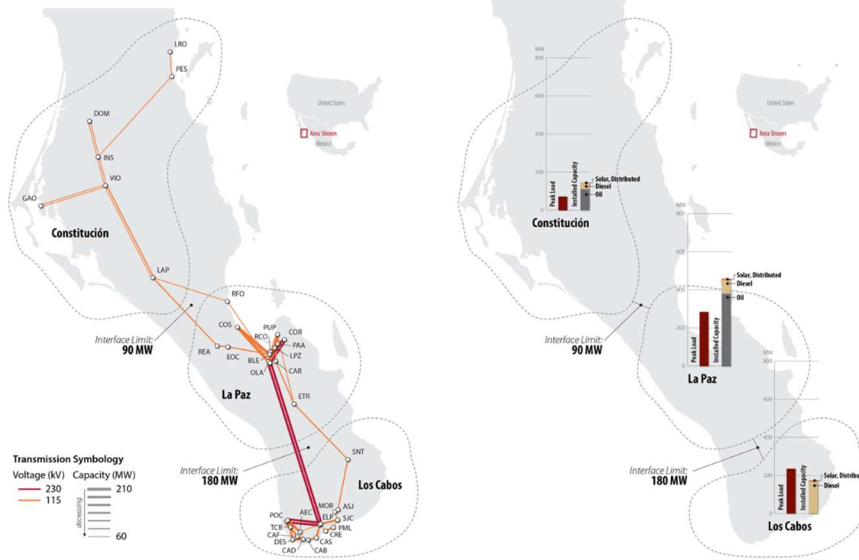 LRO
PES
DOM
INS
VIO
GAO
Constitución
United States
Area Shown
Mexico
LAP
RFO
Interface Limit:
90 MW
COS
PUP
RCO
COR
PAA
REA
EOC
BLE
LPZ
OLA
CAR
La Paz
ETR
SNT
Interface Limit:
180 MW
Los Cabos
Transmission Symbology
Voltage (kV) Capacity (MW)
230
115
210
decreasing
60
MOR
ASJ
AEC
ELP
POC
SJC
TCB
PML
CAF
CRE
DES
CAS
CAD
CAB
MW
800
600
400
200
0
Peak Load
Installed Capacity
Solar, Distributed
Diesel
Oil
Constitución
United States
Area Shown
Mexico
MW
800
600
400
200
0
Peak Load
Installed Capacity
Solar, Distributed
Diesel
Oil
La Paz
Interface Limit:
90 MW
MW
600
400
200
0
Peak Load
Installed Capacity
Solar, Distribut
Diesel
Los Cabos
Interface Limit:
180 MW